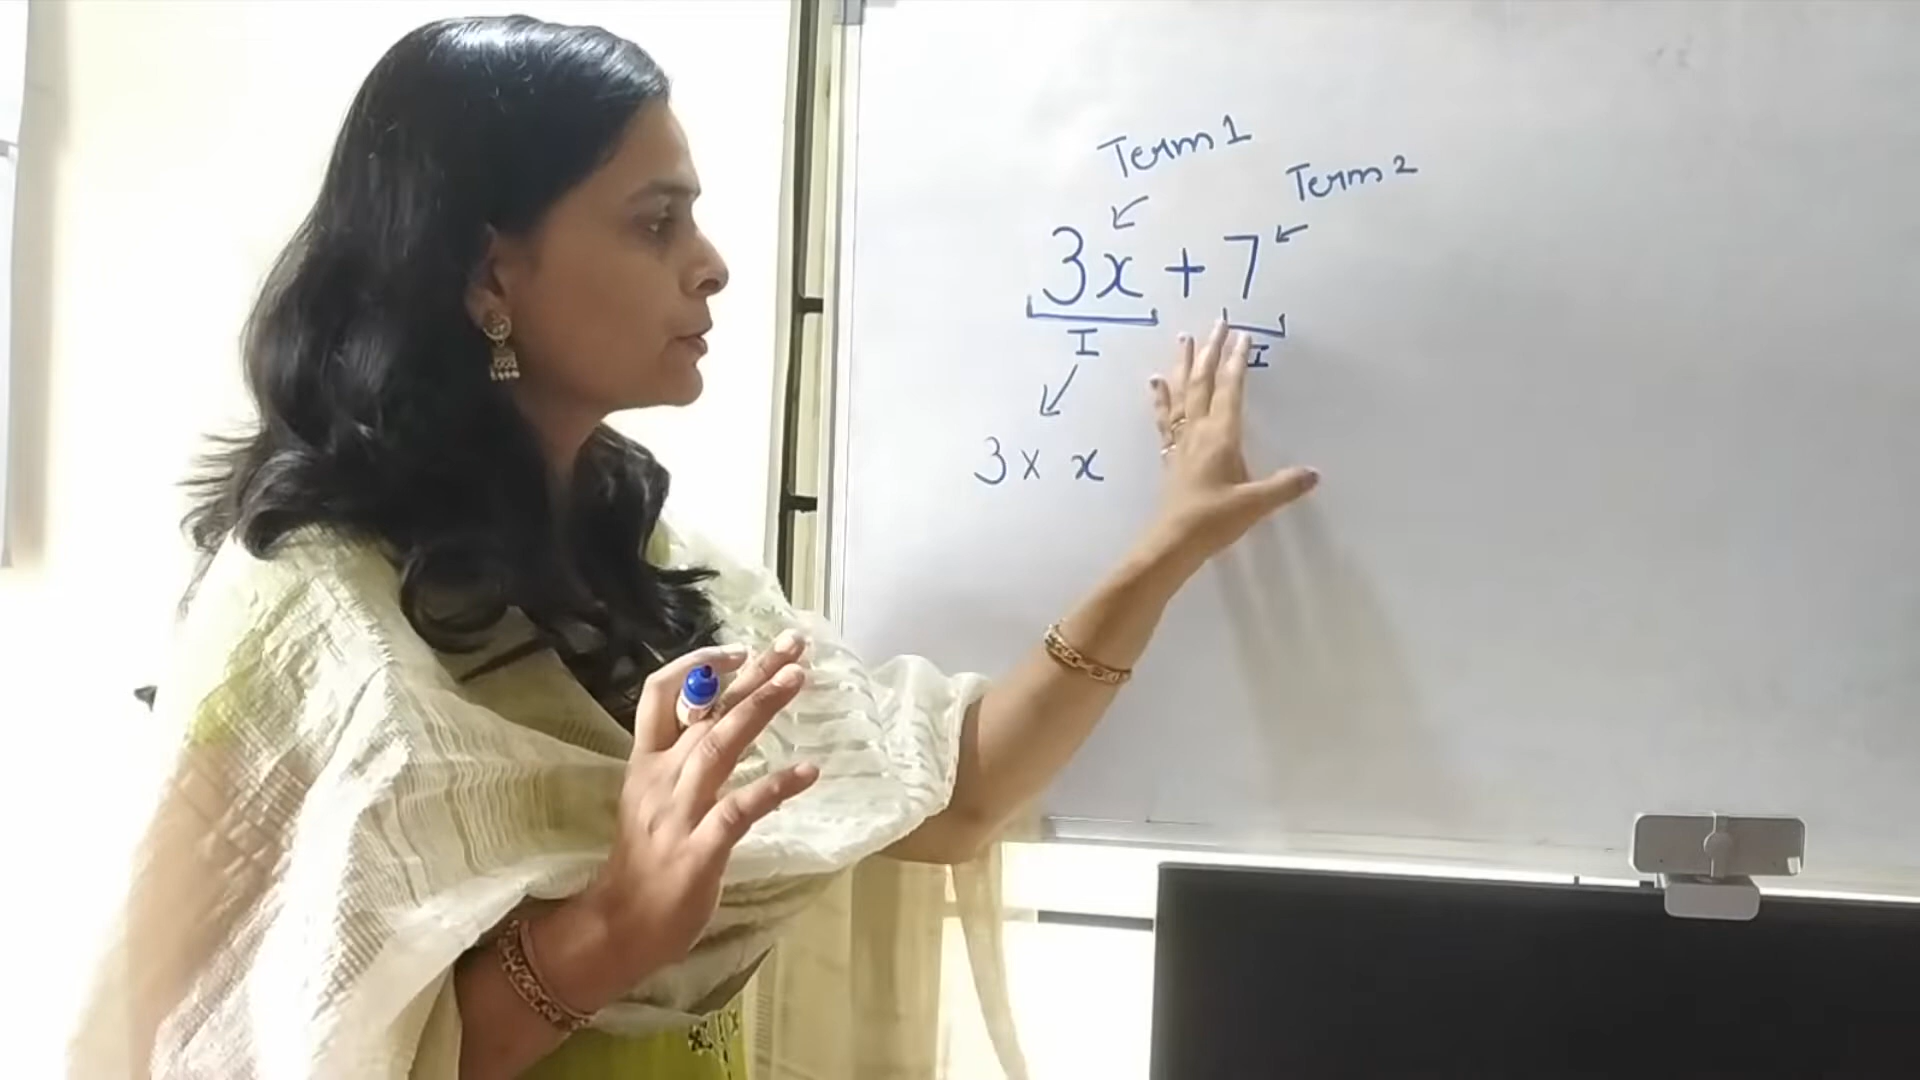 Term 1
Term 2
3x + 7
I
3 × x